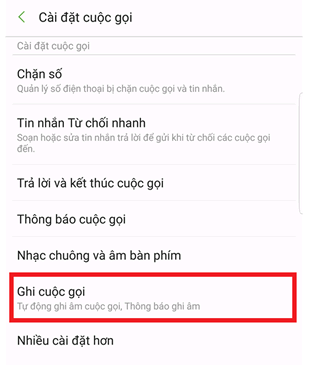 Cài đặt cuộc gọi
Cài đặt cuộc gọi
Chặn số
Quản lý số điện thoại bị chặn cuộc gọi và tin nhắn.
Tin nhắn Từ chối nhanh
Soạn hoặc sửa tin nhắn trả lời để gửi khi từ chối các cuộc gọi
đến.
Trả lời và kết thúc cuộc gọi
Thông báo cuộc gọi
Nhạc chuông và âm bàn phím
Ghi cuộc gọi
Tự động ghi âm cuộc gọi, Thông báo ghi âm
Nhiều cài đặt hơn